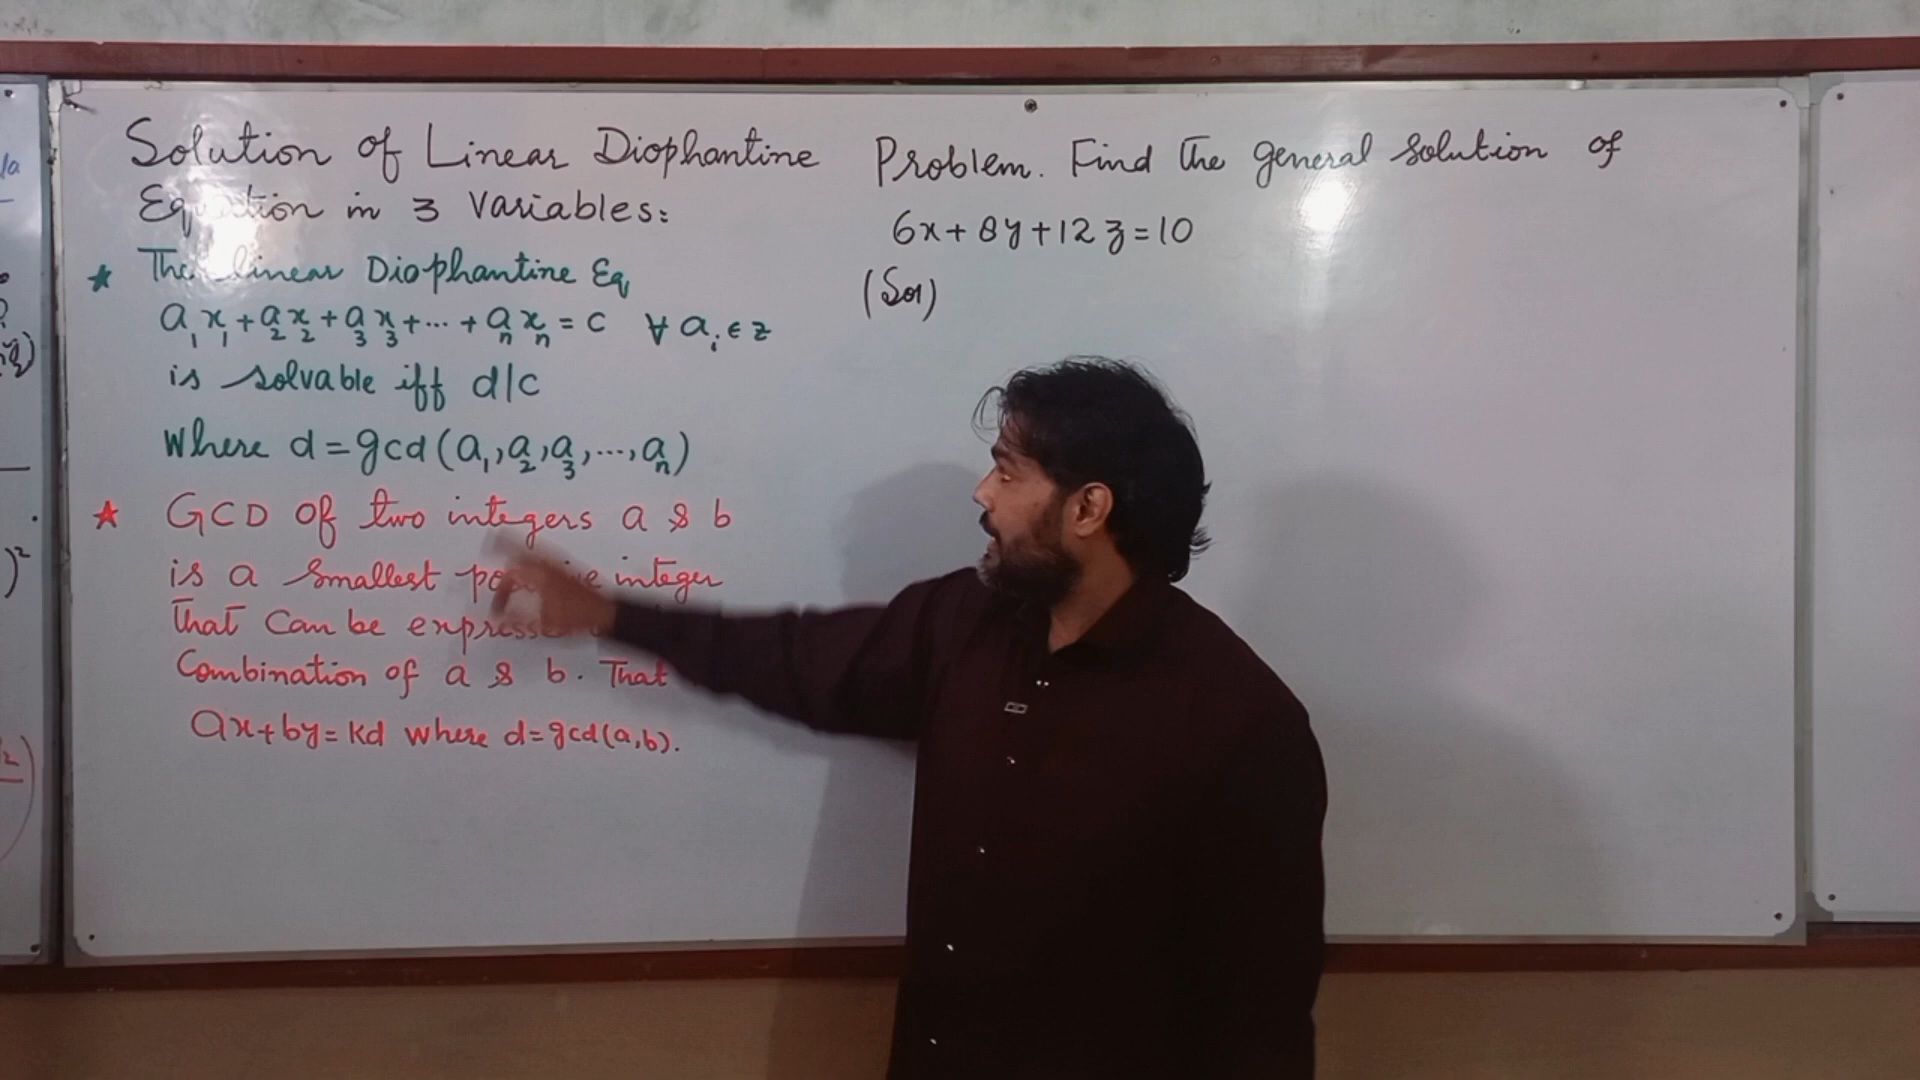 Solution of Linear Diophantine
Equation in 3 Variables:
★ The linear Diophantine Eq
a₁x₁+a₂x₂+a₃x₃+...+aₙxₙ=c ∀ aᵢ∈z
is solvable iff d|c
Where d=gcd(a₁,a₂,a₃,...,aₙ)
★ GCD of two integers a & b
is a smallest positive integer
That Can be
Combination of a & b. That
ax+by=kd where d=gcd(a,b).
Problem. Find the general solution of
6x+8y+12z=10
(Sol)